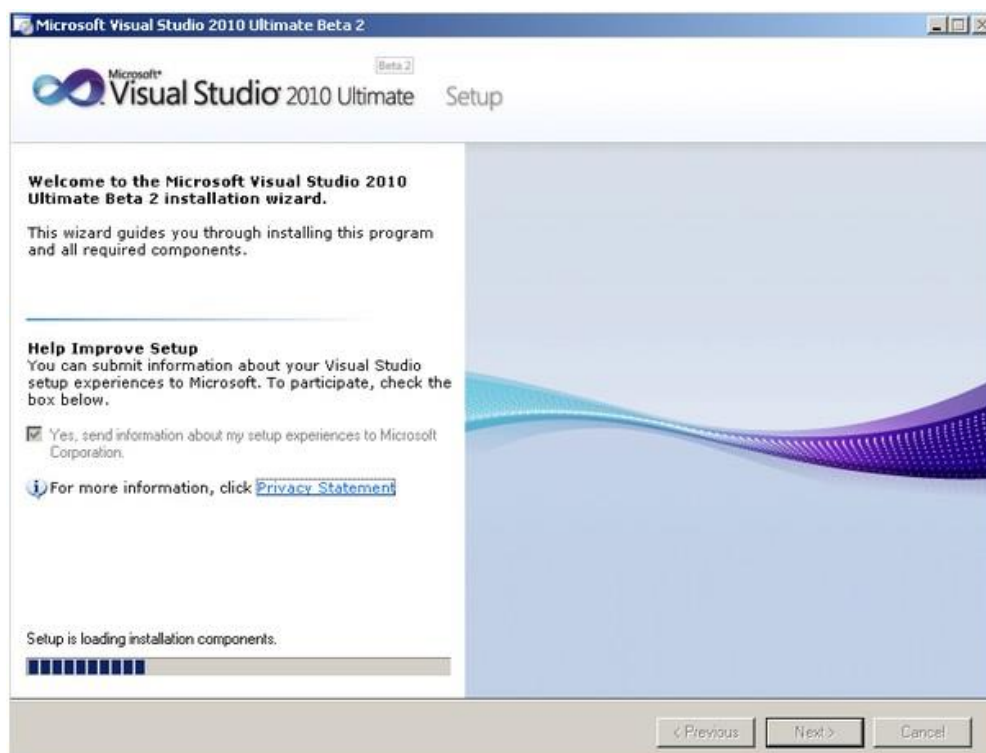 Microsoft Visual Studio 2010 Ultimate Beta 2
Beta 2
Microsoft®
Visual Studio® 2010 Ultimate Setup
Welcome to the Microsoft Visual Studio 2010
Ultimate Beta 2 installation wizard.
This wizard guides you through installing this program
and all required components.
Help Improve Setup
You can submit information about your Visual Studio
setup experiences to Microsoft. To participate, check the
box below.
Yes, send information about my setup experiences to Microsoft
Corporation.
For more information, click Privacy Statement
Setup is loading installation components.
< Previous Next > Cancel